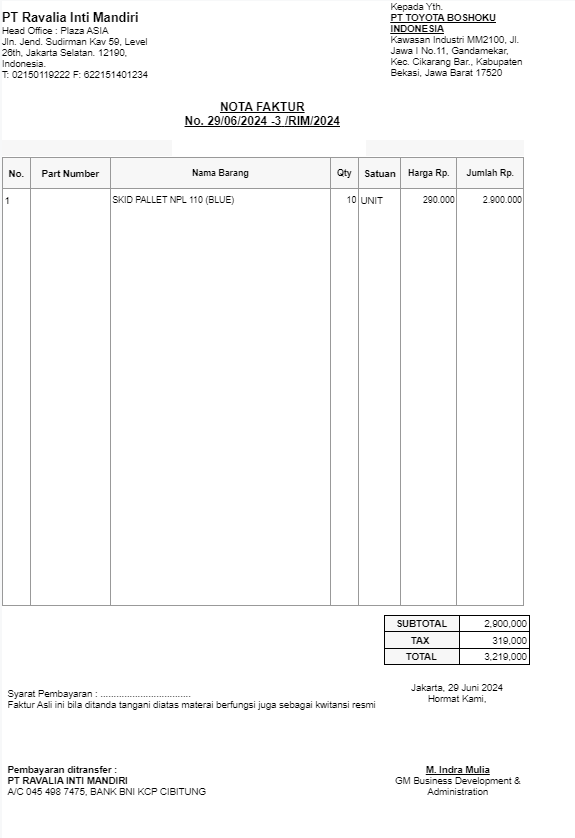 PT Ravalia Inti Mandiri
Head Office : Plaza ASIA
Jln. Jend. Sudirman Kav 59, Level
26th, Jakarta Selatan. 12190,
Indonesia.
T: 02150119222 F: 622151401234
Kepada Yth.
PT TOYOTA BOSHOKU
INDONESIA
Kawasan Industri MM2100, Jl.
Jawa I No.11, Gandamekar,
Kec. Cikarang Bar., Kabupaten
Bekasi, Jawa Barat 17520
NOTA FAKTUR
No. 29/06/2024 -3 /RIM/2024
No. Part Number Nama Barang Qty Satuan Harga Rp. Jumlah Rp.
1 SKID PALLET NPL 110 (BLUE) 10 UNIT 290.000 2.900.000
SUBTOTAL 2,900,000
TAX 319,000
TOTAL 3,219,000
Syarat Pembayaran : ..................................
Faktur Asli ini bila ditanda tangani diatas materai berfungsi juga sebagai kwitansi resmi
Jakarta, 29 Juni 2024
Hormat Kami,
Pembayaran ditransfer :
PT RAVALIA INTI MANDIRI
A/C 045 498 7475, BANK BNI KCP CIBITUNG
M. Indra Mulia
GM Business Development &
Administration